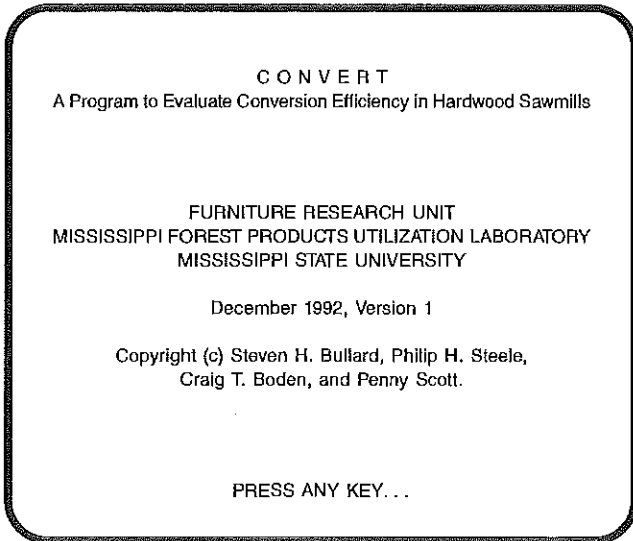 C O N V E R T
A Program to Evaluate Conversion Efficiency in Hardwood Sawmills
FURNITURE RESEARCH UNIT
MISSISSIPPI FOREST PRODUCTS UTILIZATION LABORATORY
MISSISSIPPI STATE UNIVERSITY
December 1992, Version 1
Copyright (c) Steven H. Bullard, Philip H. Steele,
Craig T. Boden, and Penny Scott.
PRESS ANY KEY. . .